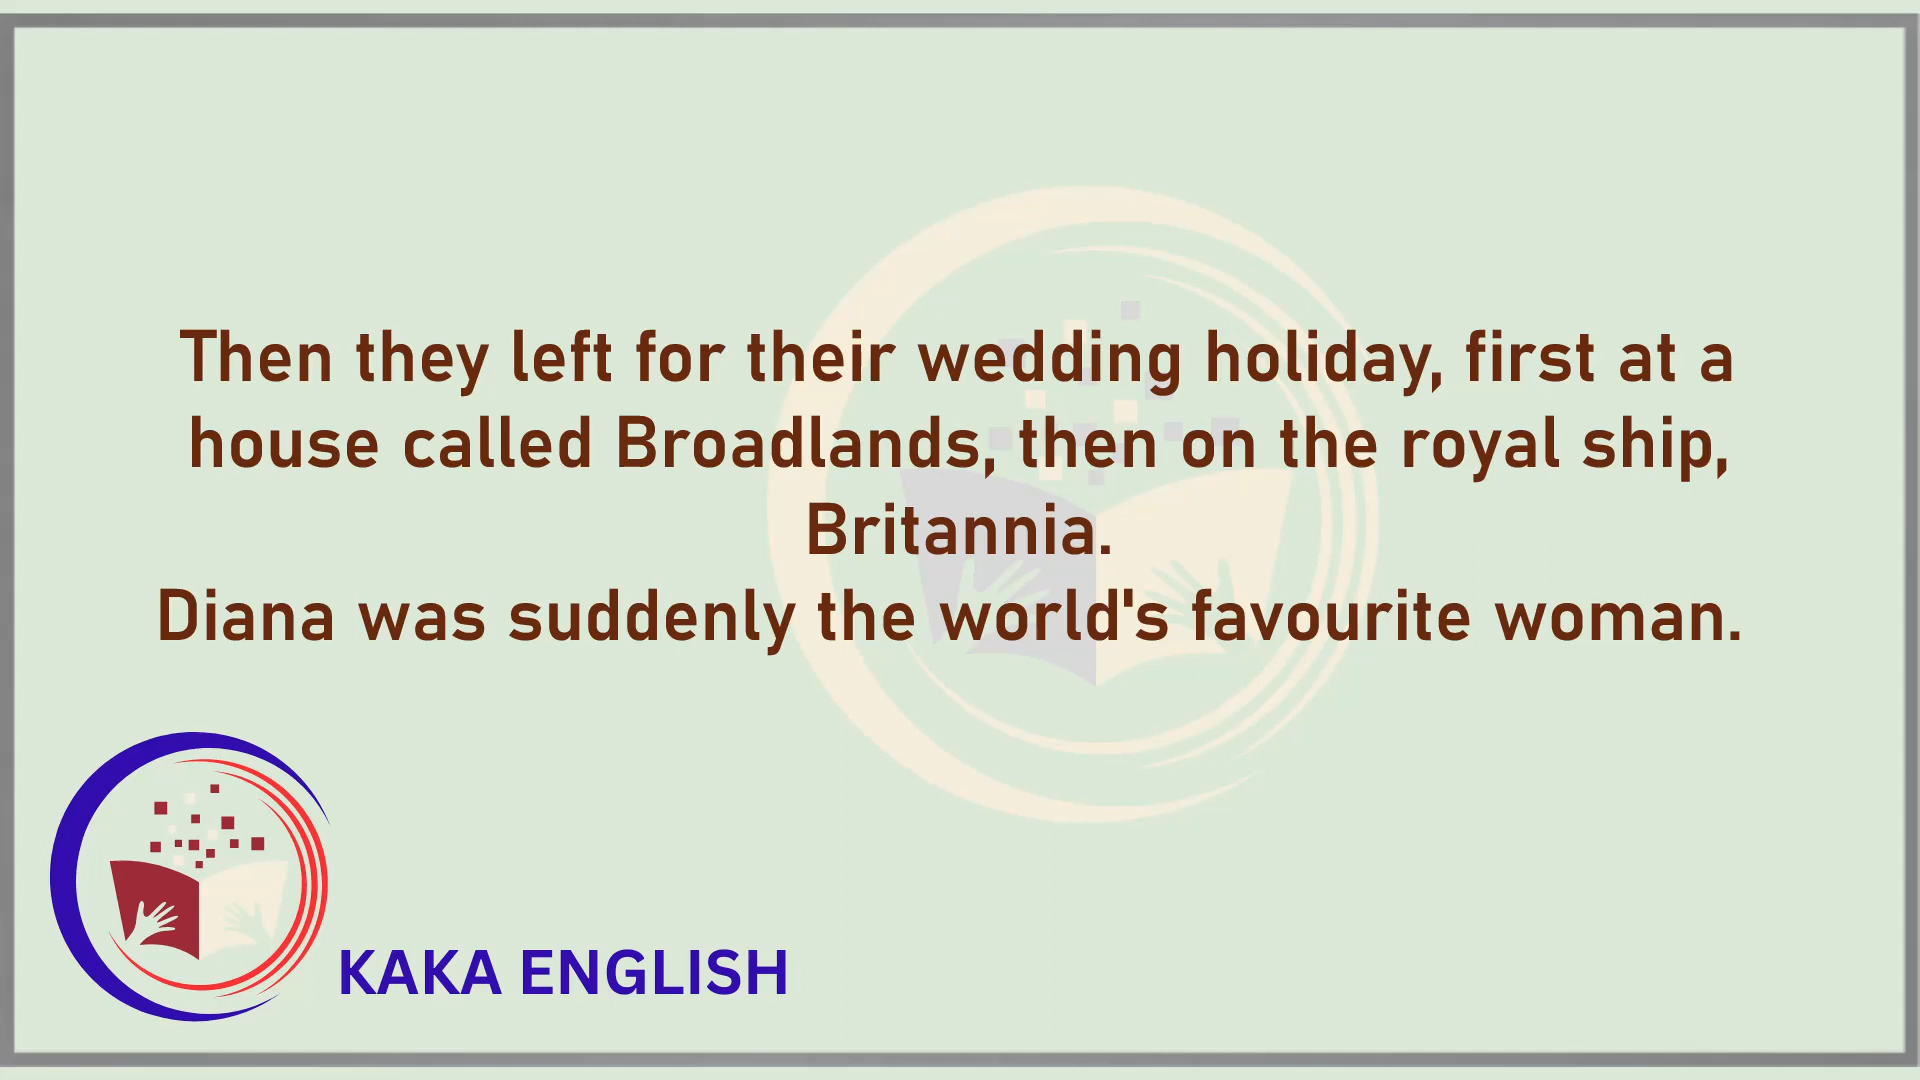 Then they left for their wedding holiday, first at a
house called Broadlands, then on the royal ship,
Britannia.
Diana was suddenly the world's favourite woman.
KAKA ENGLISH